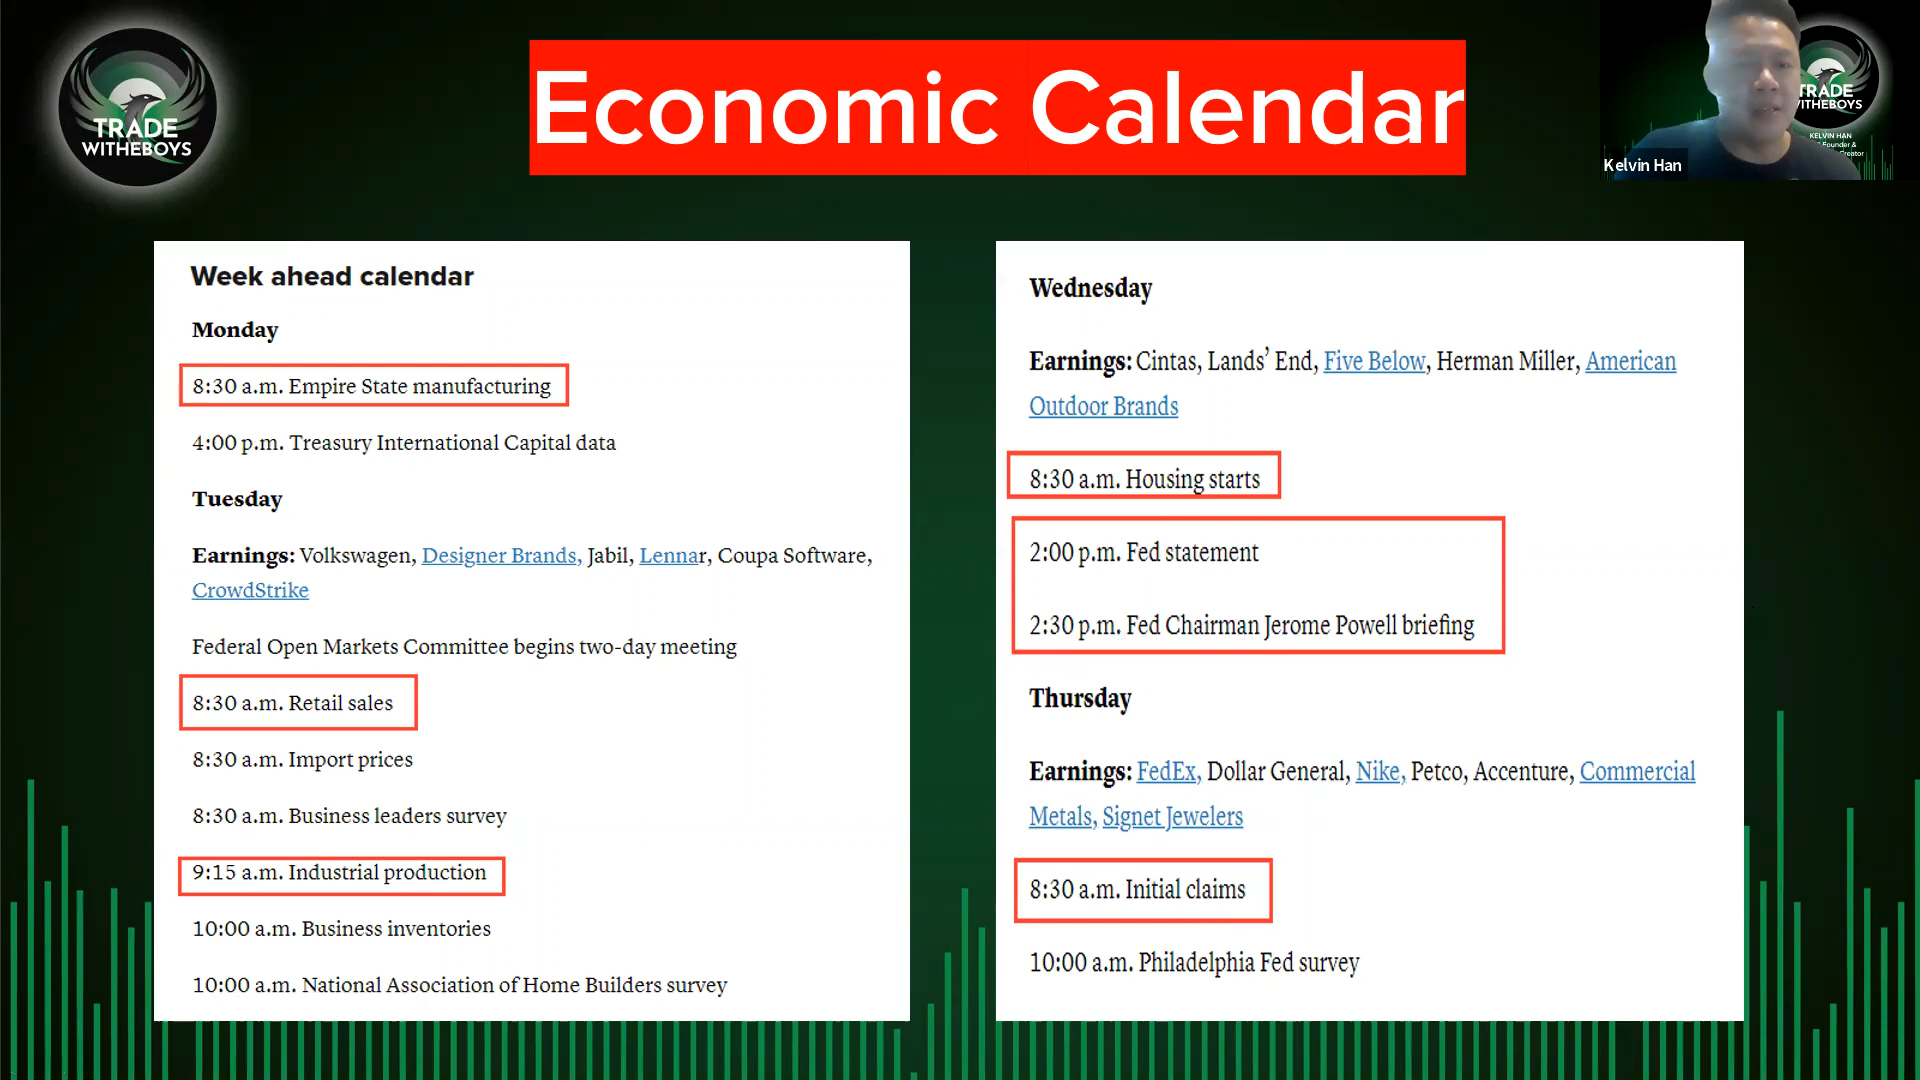 TRADE
WITHEBOYS
Economic Calendar
TRADE
WITHEBOYS
KELVIN HAN
Founder &
Creator
Kelvin Han
Week ahead calendar
Monday
8:30 a.m. Empire State manufacturing
4:00 p.m. Treasury International Capital data
Tuesday
Earnings: Volkswagen, Designer Brands, Jabil, Lennar, Coupa Software,
CrowdStrike
Federal Open Markets Committee begins two-day meeting
8:30 a.m. Retail sales
8:30 a.m. Import prices
8:30 a.m. Business leaders survey
9:15 a.m. Industrial production
10:00 a.m. Business inventories
10:00 a.m. National Association of Home Builders survey
Wednesday
Earnings: Cintas, Lands’ End, Five Below, Herman Miller, American
Outdoor Brands
8:30 a.m. Housing starts
2:00 p.m. Fed statement
2:30 p.m. Fed Chairman Jerome Powell briefing
Thursday
Earnings: FedEx, Dollar General, Nike, Petco, Accenture, Commercial
Metals, Signet Jewelers
8:30 a.m. Initial claims
10:00 a.m. Philadelphia Fed survey